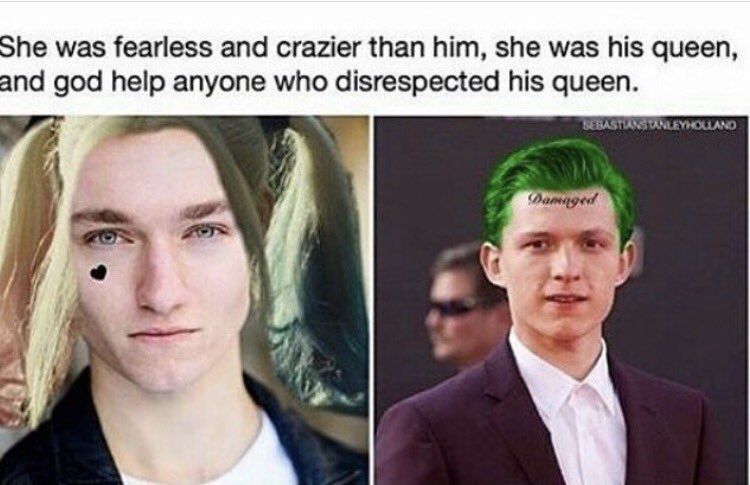 She was fearless and crazier than him, she was his queen,
and god help anyone who disrespected his queen.
SEBASTIANSTANLEYHOLLAND
Damaged